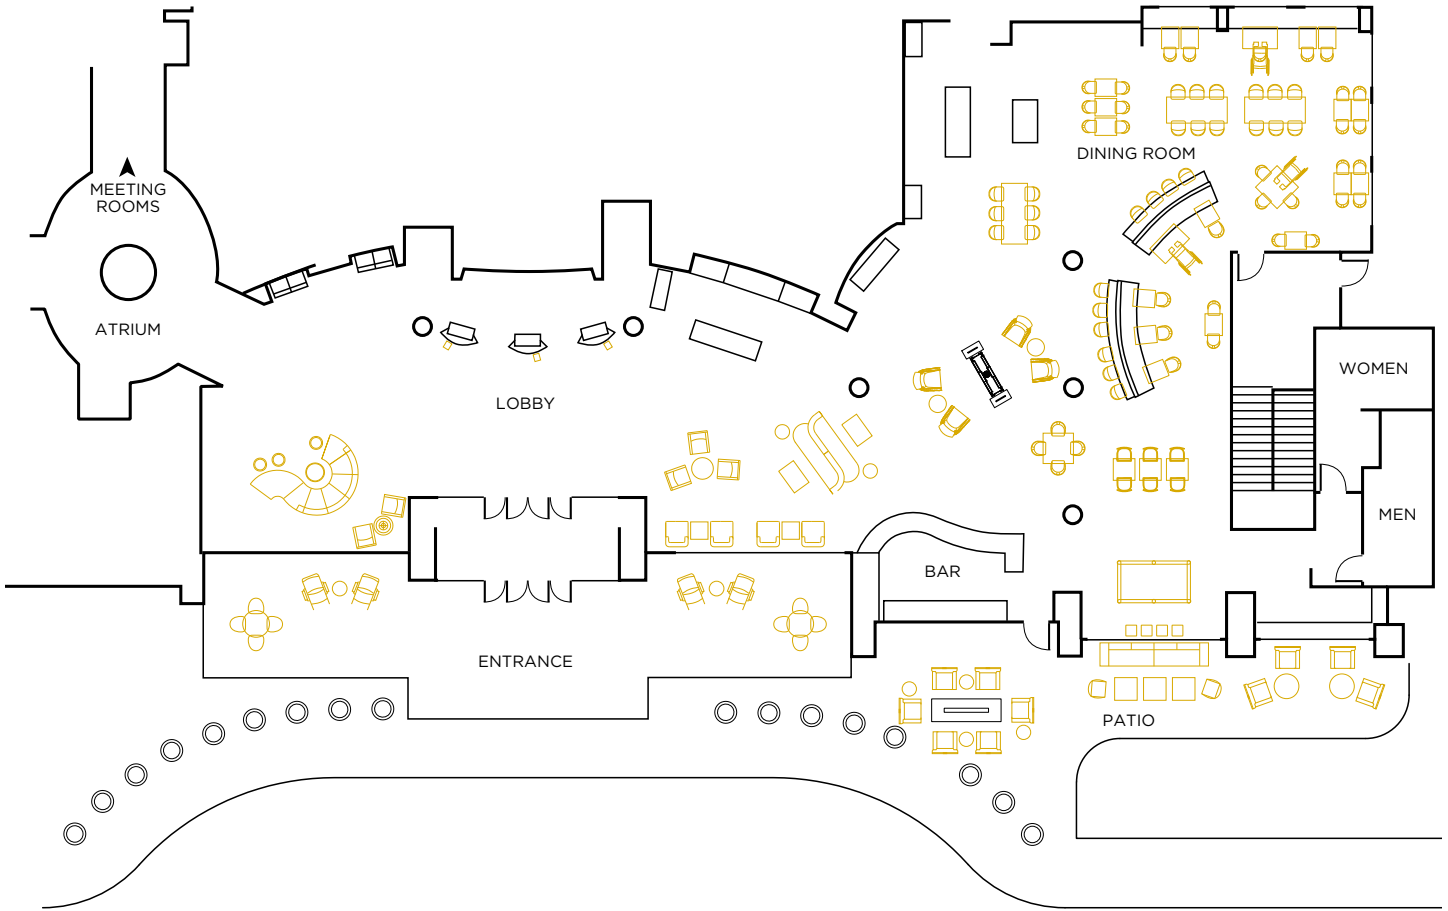 DINING ROOM
MEETING
ROOMS
ATRIUM
WOMEN
LOBBY
MEN
BAR
ENTRANCE
PATIO